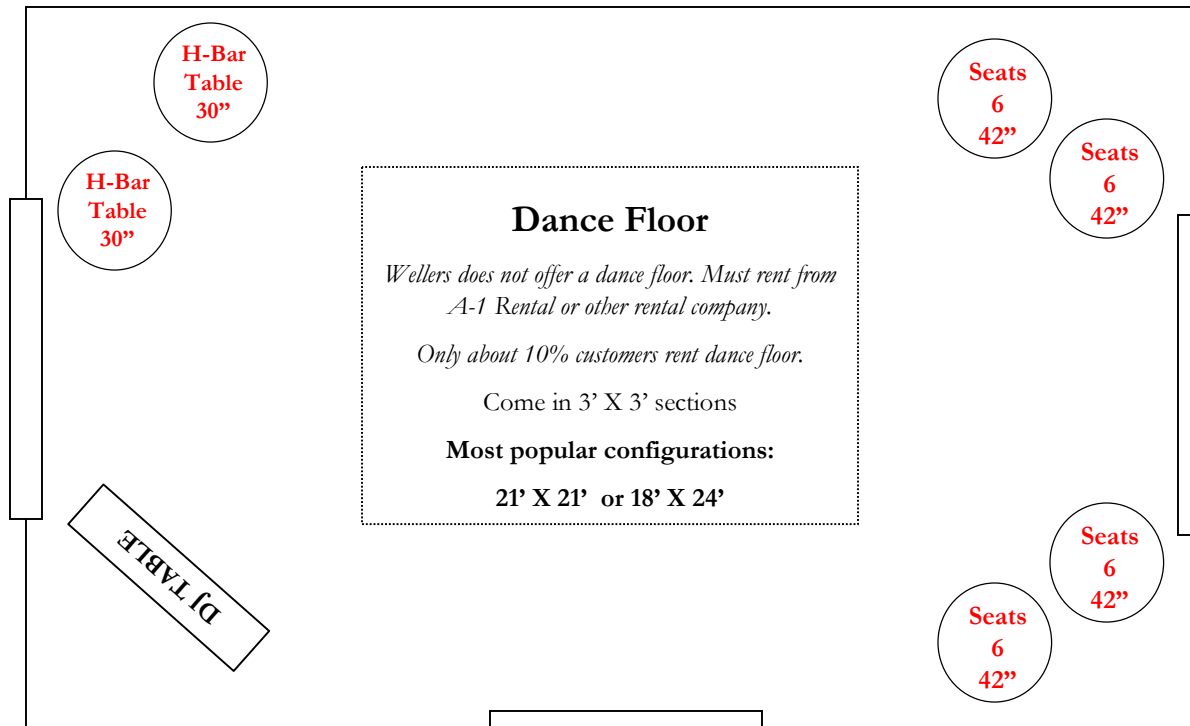 H-Bar
Table
30”
H-Bar
Table
30”
Seats
6
42”
Seats
6
42”
Dance Floor
Wellers does not offer a dance floor. Must rent from
A-1 Rental or other rental company.
Only about 10% customers rent dance floor.
Come in 3’ X 3’ sections
Most popular configurations:
21’ X 21’ or 18’ X 24’
DJ TABLE
Seats
6
42”
Seats
6
42”